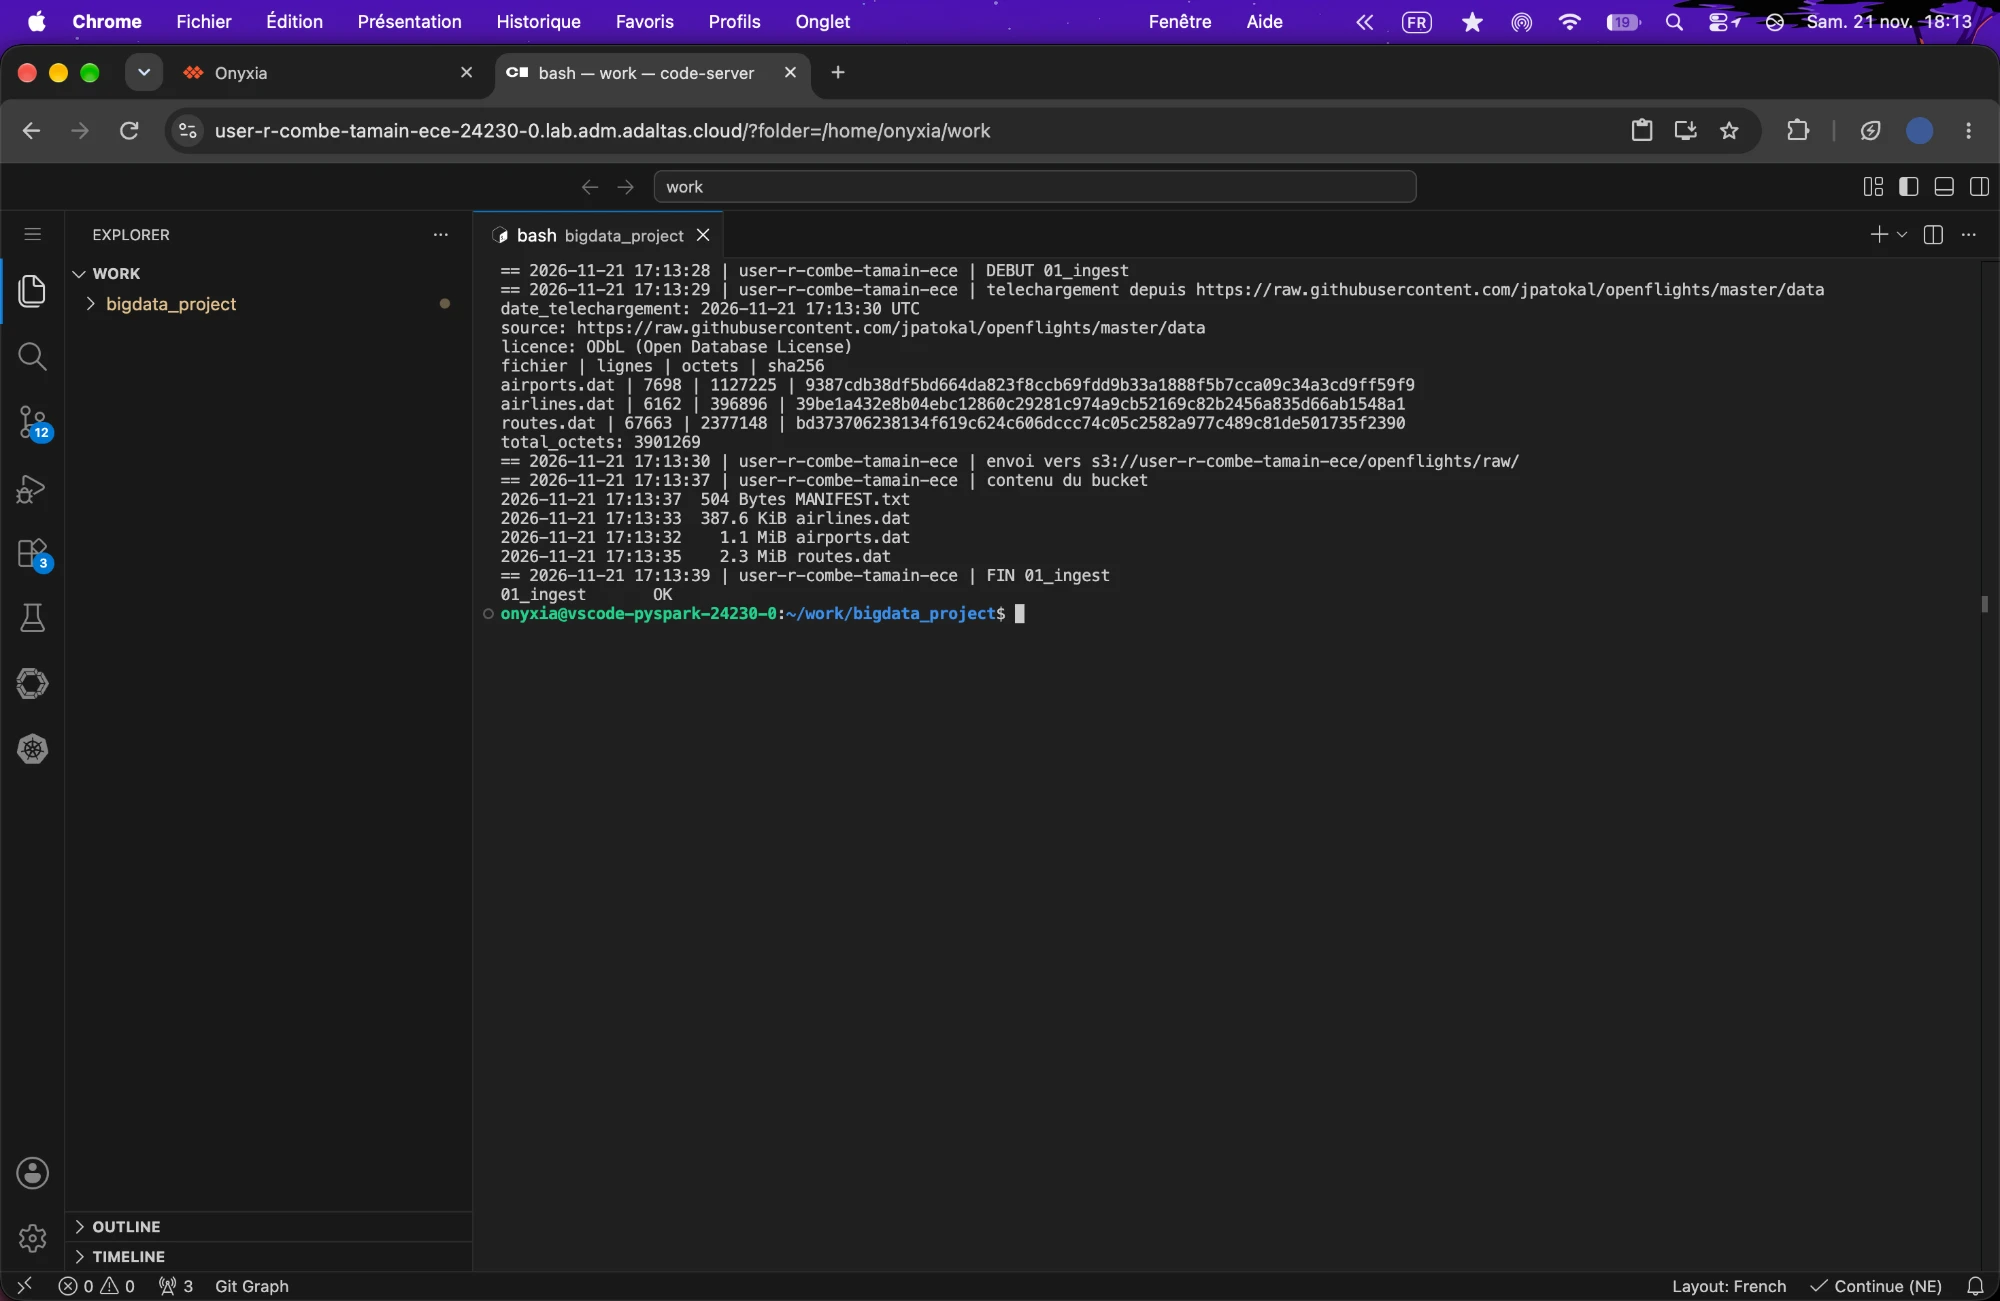 Chrome Fichier Édition Présentation Historique Favoris Profils Onglet Fenêtre Aide FR 19 Sam. 21 nov. 18:13
Onyxia bash — work — code-server
user-r-combe-tamain-ece-24230-0.lab.adm.adaltas.cloud/?folder=/home/onyxia/work
work
EXPLORER
WORK
bigdata_project
12
3
OUTLINE
TIMELINE
bash bigdata_project
== 2026-11-21 17:13:28 | user-r-combe-tamain-ece | DEBUT 01_ingest
== 2026-11-21 17:13:29 | user-r-combe-tamain-ece | telechargement depuis https://raw.githubusercontent.com/jpatokal/openflights/master/data
date_telechargement: 2026-11-21 17:13:30 UTC
source: https://raw.githubusercontent.com/jpatokal/openflights/master/data
licence: ODbL (Open Database License)
fichier | lignes | octets | sha256
airports.dat | 7698 | 1127225 | 9387cdb38df5bd664da823f8ccb69fdd9b33a1888f5b7cca09c34a3cd9ff59f9
airlines.dat | 6162 | 396896 | 39be1a432e8b04ebc12860c29281c974a9cb52169c82b2456a835d66ab1548a1
routes.dat | 67663 | 2377148 | bd373706238134f619c624c606dccc74c05c2582a977c489c81de501735f2390
total_octets: 3901269
== 2026-11-21 17:13:30 | user-r-combe-tamain-ece | envoi vers s3://user-r-combe-tamain-ece/openflights/raw/
== 2026-11-21 17:13:37 | user-r-combe-tamain-ece | contenu du bucket
2026-11-21 17:13:37  504 Bytes MANIFEST.txt
2026-11-21 17:13:33  387.6 KiB airlines.dat
2026-11-21 17:13:32    1.1 MiB airports.dat
2026-11-21 17:13:35    2.3 MiB routes.dat
== 2026-11-21 17:13:39 | user-r-combe-tamain-ece | FIN 01_ingest
01_ingest       OK
onyxia@vscode-pyspark-24230-0:~/work/bigdata_project$
0 0 3 Git Graph Layout: French Continue (NE)